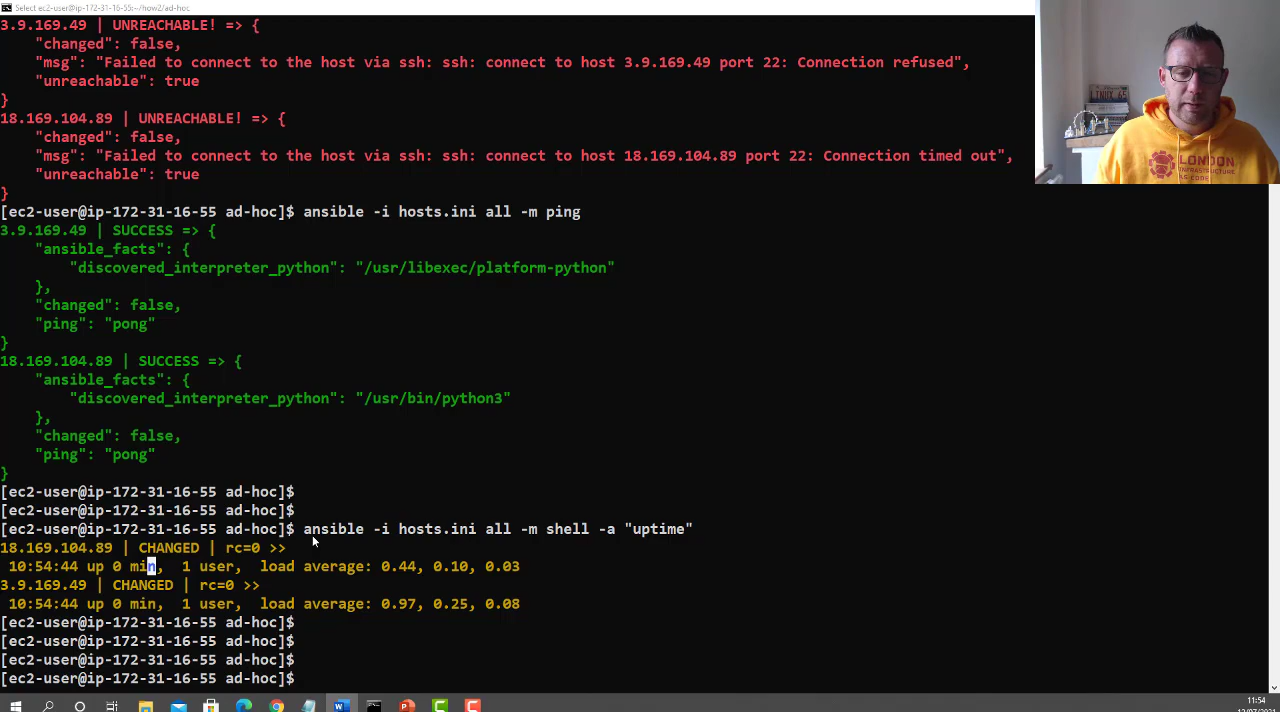 Select ec2-user@ip-172-31-16-55:~/how2/ad-hoc
3.9.169.49 | UNREACHABLE! => {
    "changed": false,
    "msg": "Failed to connect to the host via ssh: ssh: connect to host 3.9.169.49 port 22: Connection refused",
    "unreachable": true
}
18.169.104.89 | UNREACHABLE! => {
    "changed": false,
    "msg": "Failed to connect to the host via ssh: ssh: connect to host 18.169.104.89 port 22: Connection timed out",
    "unreachable": true
}
[ec2-user@ip-172-31-16-55 ad-hoc]$ ansible -i hosts.ini all -m ping
3.9.169.49 | SUCCESS => {
    "ansible_facts": {
        "discovered_interpreter_python": "/usr/libexec/platform-python"
    },
    "changed": false,
    "ping": "pong"
}
18.169.104.89 | SUCCESS => {
    "ansible_facts": {
        "discovered_interpreter_python": "/usr/bin/python3"
    },
    "changed": false,
    "ping": "pong"
}
[ec2-user@ip-172-31-16-55 ad-hoc]$
[ec2-user@ip-172-31-16-55 ad-hoc]$
[ec2-user@ip-172-31-16-55 ad-hoc]$ ansible -i hosts.ini all -m shell -a "uptime"
18.169.104.89 | CHANGED | rc=0 >>
 10:54:44 up 0 min,  1 user,  load average: 0.44, 0.10, 0.03
3.9.169.49 | CHANGED | rc=0 >>
 10:54:44 up 0 min,  1 user,  load average: 0.97, 0.25, 0.08
[ec2-user@ip-172-31-16-55 ad-hoc]$
[ec2-user@ip-172-31-16-55 ad-hoc]$
[ec2-user@ip-172-31-16-55 ad-hoc]$
[ec2-user@ip-172-31-16-55 ad-hoc]$
LINUX
LONDON
INFRASTRUCTURE
AS-CODE
11:54